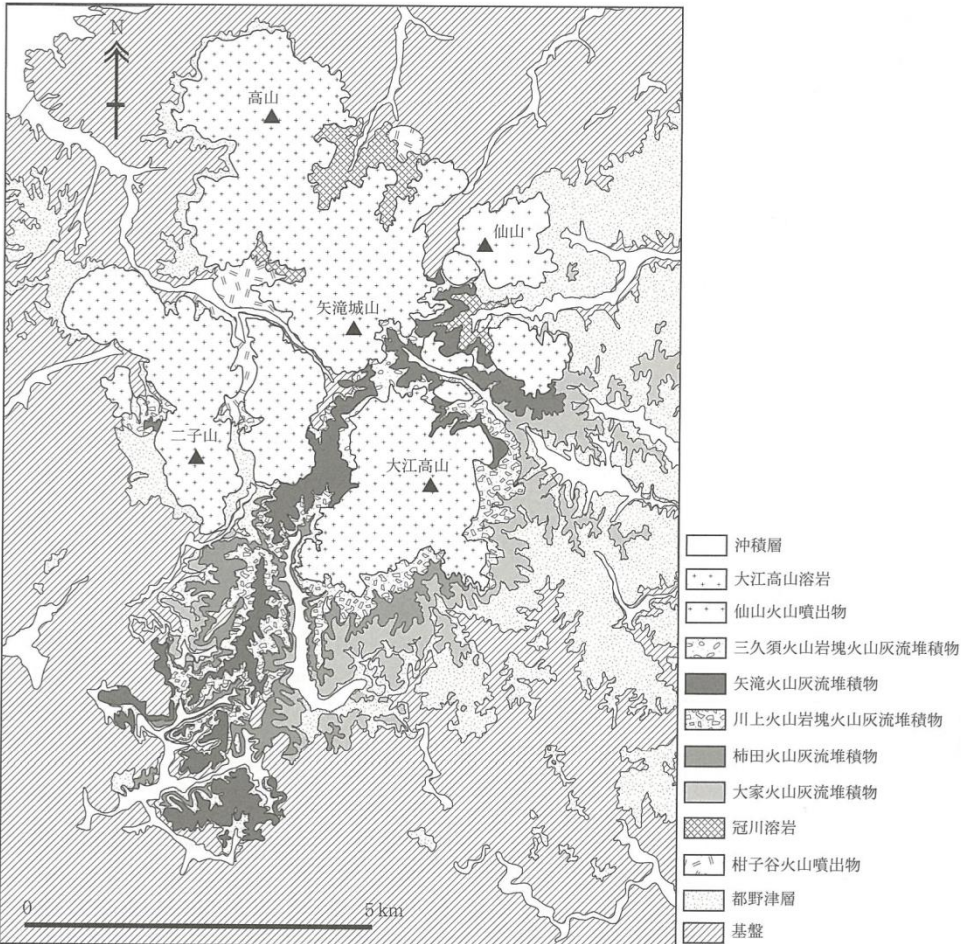 N
高山
仙山
矢滝城山
二子山
大江高山
沖積層
大江高山溶岩
仙山火山噴出物
三久須火山岩塊火山灰流堆積物
矢滝火山灰流堆積物
川上火山岩塊火山灰流堆積物
柿田火山灰流堆積物
大家火山灰流堆積物
冠川溶岩
柑子谷火山噴出物
都野津層
基盤
0 5km